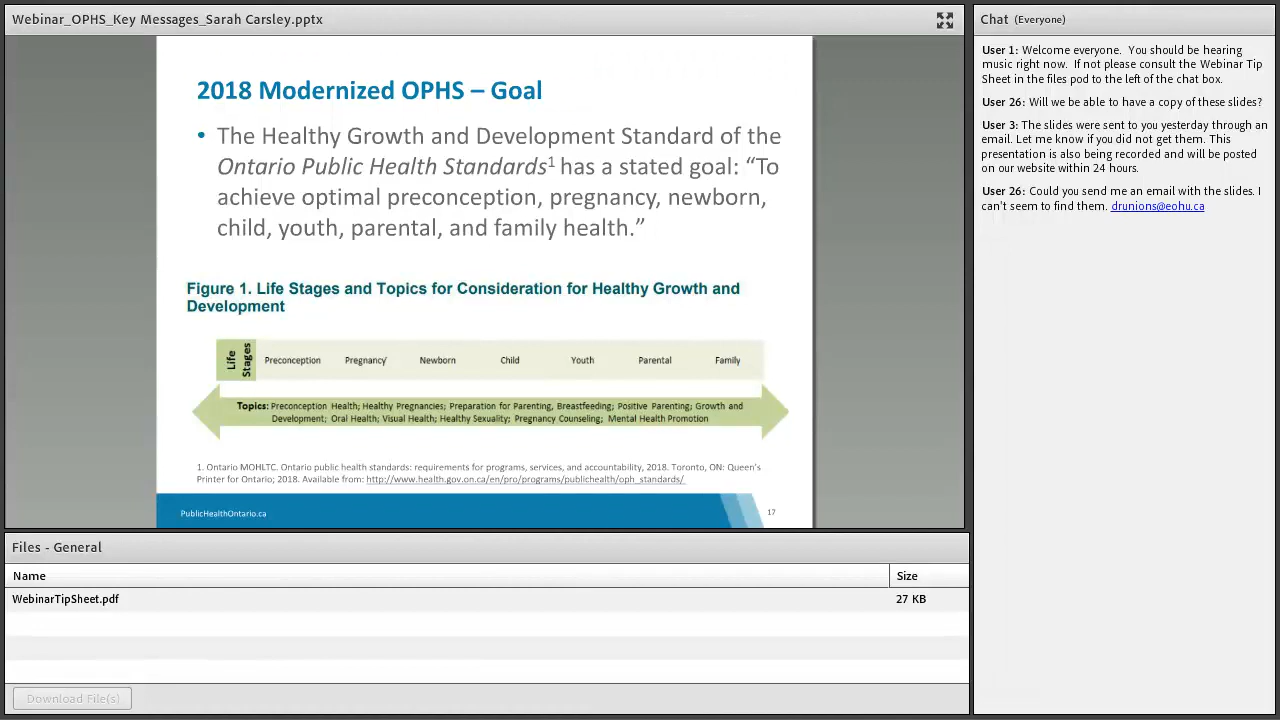 Webinar_OPHS_Key Messages_Sarah Carsley.pptx
2018 Modernized OPHS – Goal
• The Healthy Growth and Development Standard of the
Ontario Public Health Standards1 has a stated goal: “To
achieve optimal preconception, pregnancy, newborn,
child, youth, parental, and family health.”
Figure 1. Life Stages and Topics for Consideration for Healthy Growth and
Development
Life
Stages
Preconception Pregnancy Newborn Child Youth Parental Family
Topics: Preconception Health; Healthy Pregnancies; Preparation for Parenting, Breastfeeding; Positive Parenting; Growth and
Development; Oral Health; Visual Health; Healthy Sexuality; Pregnancy Counseling; Mental Health Promotion
1. Ontario MOHLTC. Ontario public health standards: requirements for programs, services, and accountability, 2018. Toronto, ON: Queen’s
Printer for Ontario; 2018. Available from: http://www.health.gov.on.ca/en/pro/programs/publichealth/oph_standards/
PublicHealthOntario.ca
17
Files - General
Name Size
WebinarTipSheet.pdf 27 KB
Download File(s)
Chat (Everyone)
User 1: Welcome everyone. You should be hearing
music right now. If not please consult the Webinar Tip
Sheet in the files pod to the left of the chat box.
User 26: Will we be able to have a copy of these slides?
User 3: The slides were sent to you yesterday through an
email. Let me know if you did not get them. This
presentation is also being recorded and will be posted
on our website within 24 hours.
User 26: Could you send me an email with the slides. I
can't seem to find them. drunions@eohu.ca